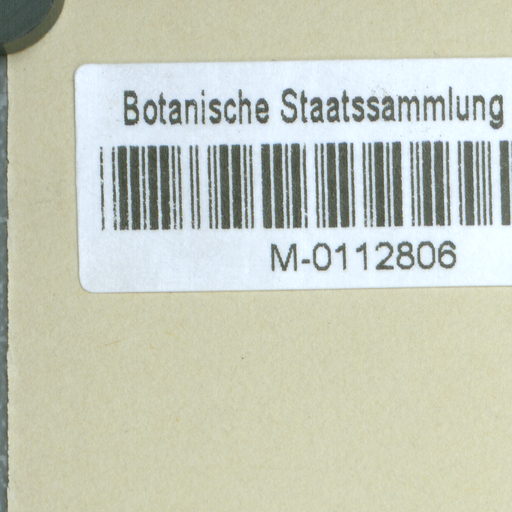 Botanische Staatssammlung
M-0112806